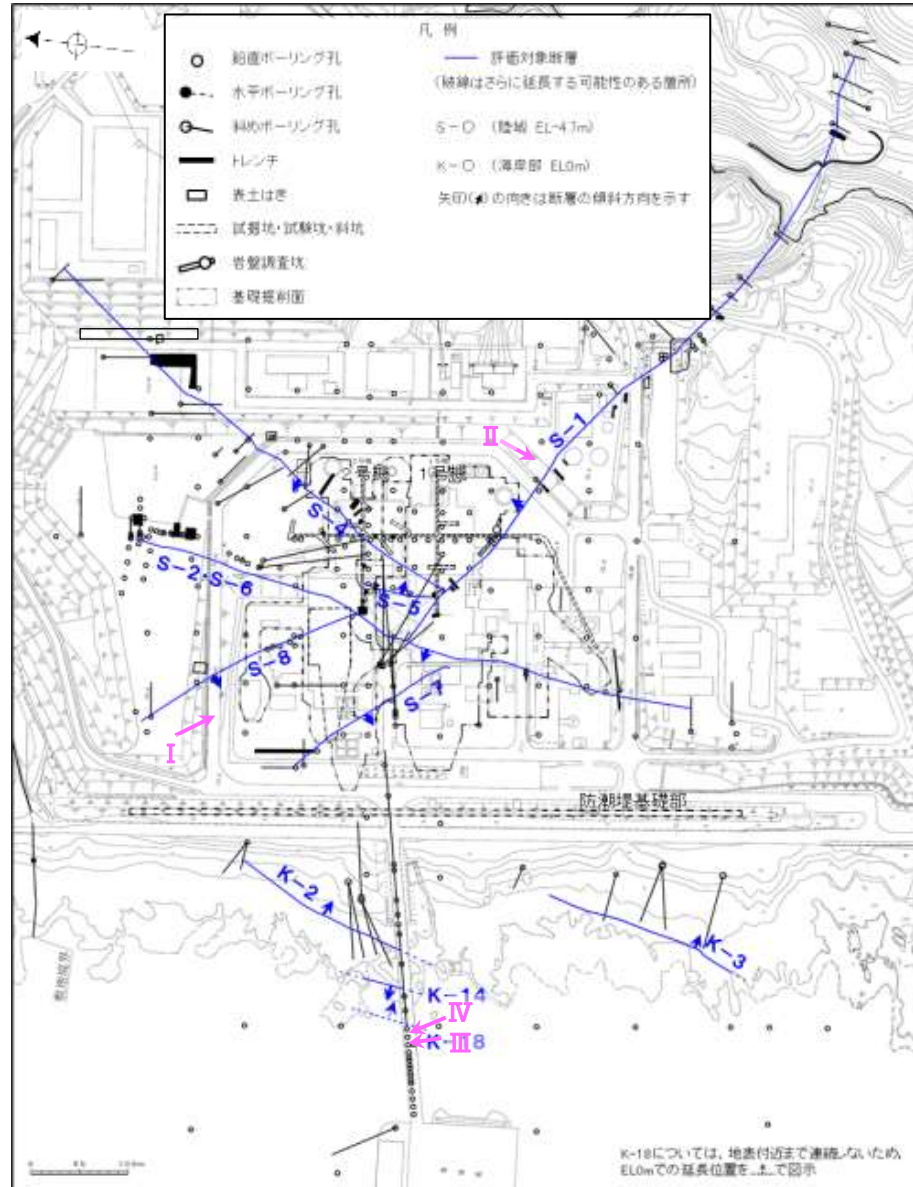 凡 例
鉛直ボーリング孔
水平ボーリング孔
斜めボーリング孔
トレンチ
表土はぎ
試掘坑・試験坑・斜坑
岩盤調査坑
基礎掘削面
評価対象断層
(破線はさらに延長する可能性のある箇所)
S-○ (陸域 EL-4.7m)
K-○ (海岸部 EL0m)
矢印( )の向きは断層の傾斜方向を示す
S-1
Ⅱ
2号機
1号機
S-4
S-2・S-6
S-5
S-8
S-7
Ⅰ
防潮堤基礎部
K-2
K-3
敷地境界
K-14
Ⅳ
K-18
Ⅲ
0 50 100m
K-18については、地表付近まで連続しないため、
EL0mでの延長位置を で図示